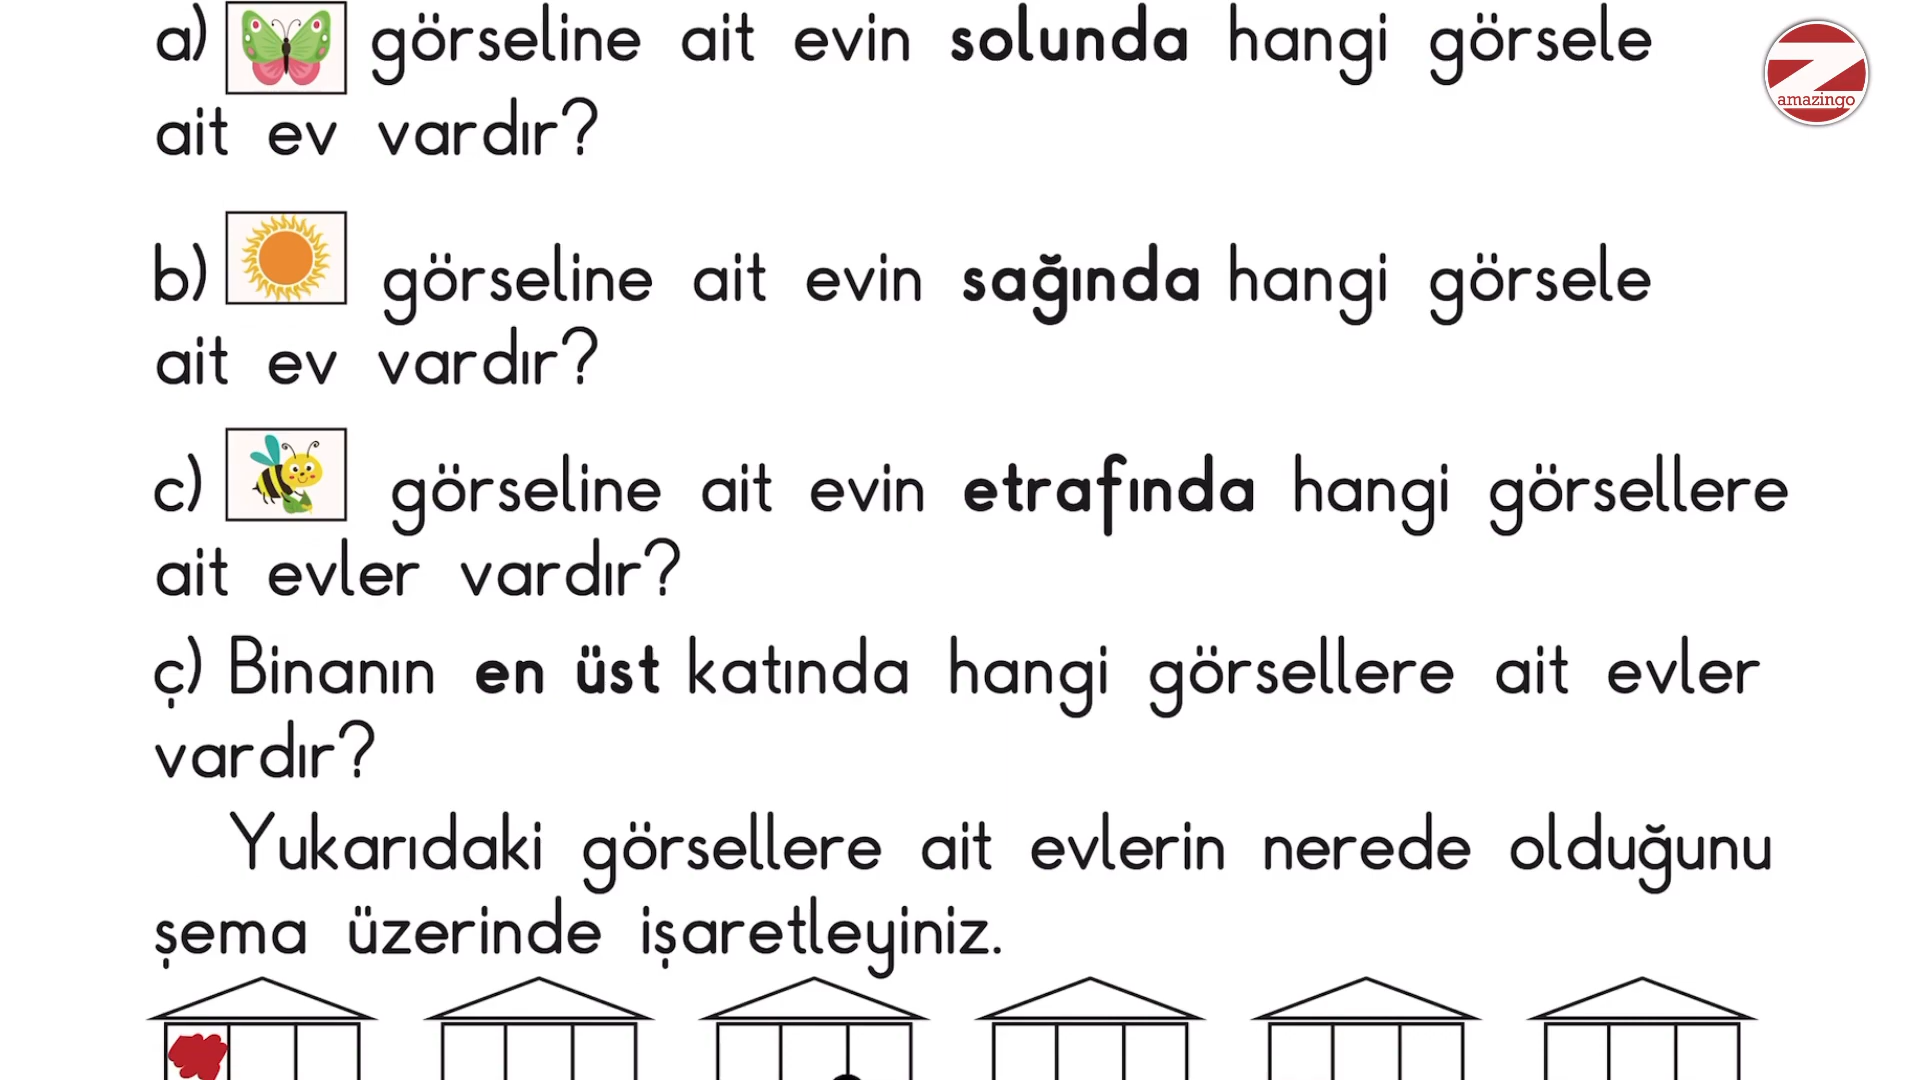 a) görseline ait evin solunda hangi görsele
ait ev vardır?
b) görseline ait evin sağında hangi görsele
ait ev vardır?
c) görseline ait evin etrafında hangi görsellere
ait evler vardır?
ç) Binanın en üst katında hangi görsellere ait evler
vardır?
Yukarıdaki görsellere ait evlerin nerede olduğunu
şema üzerinde işaretleyiniz.
amazingo